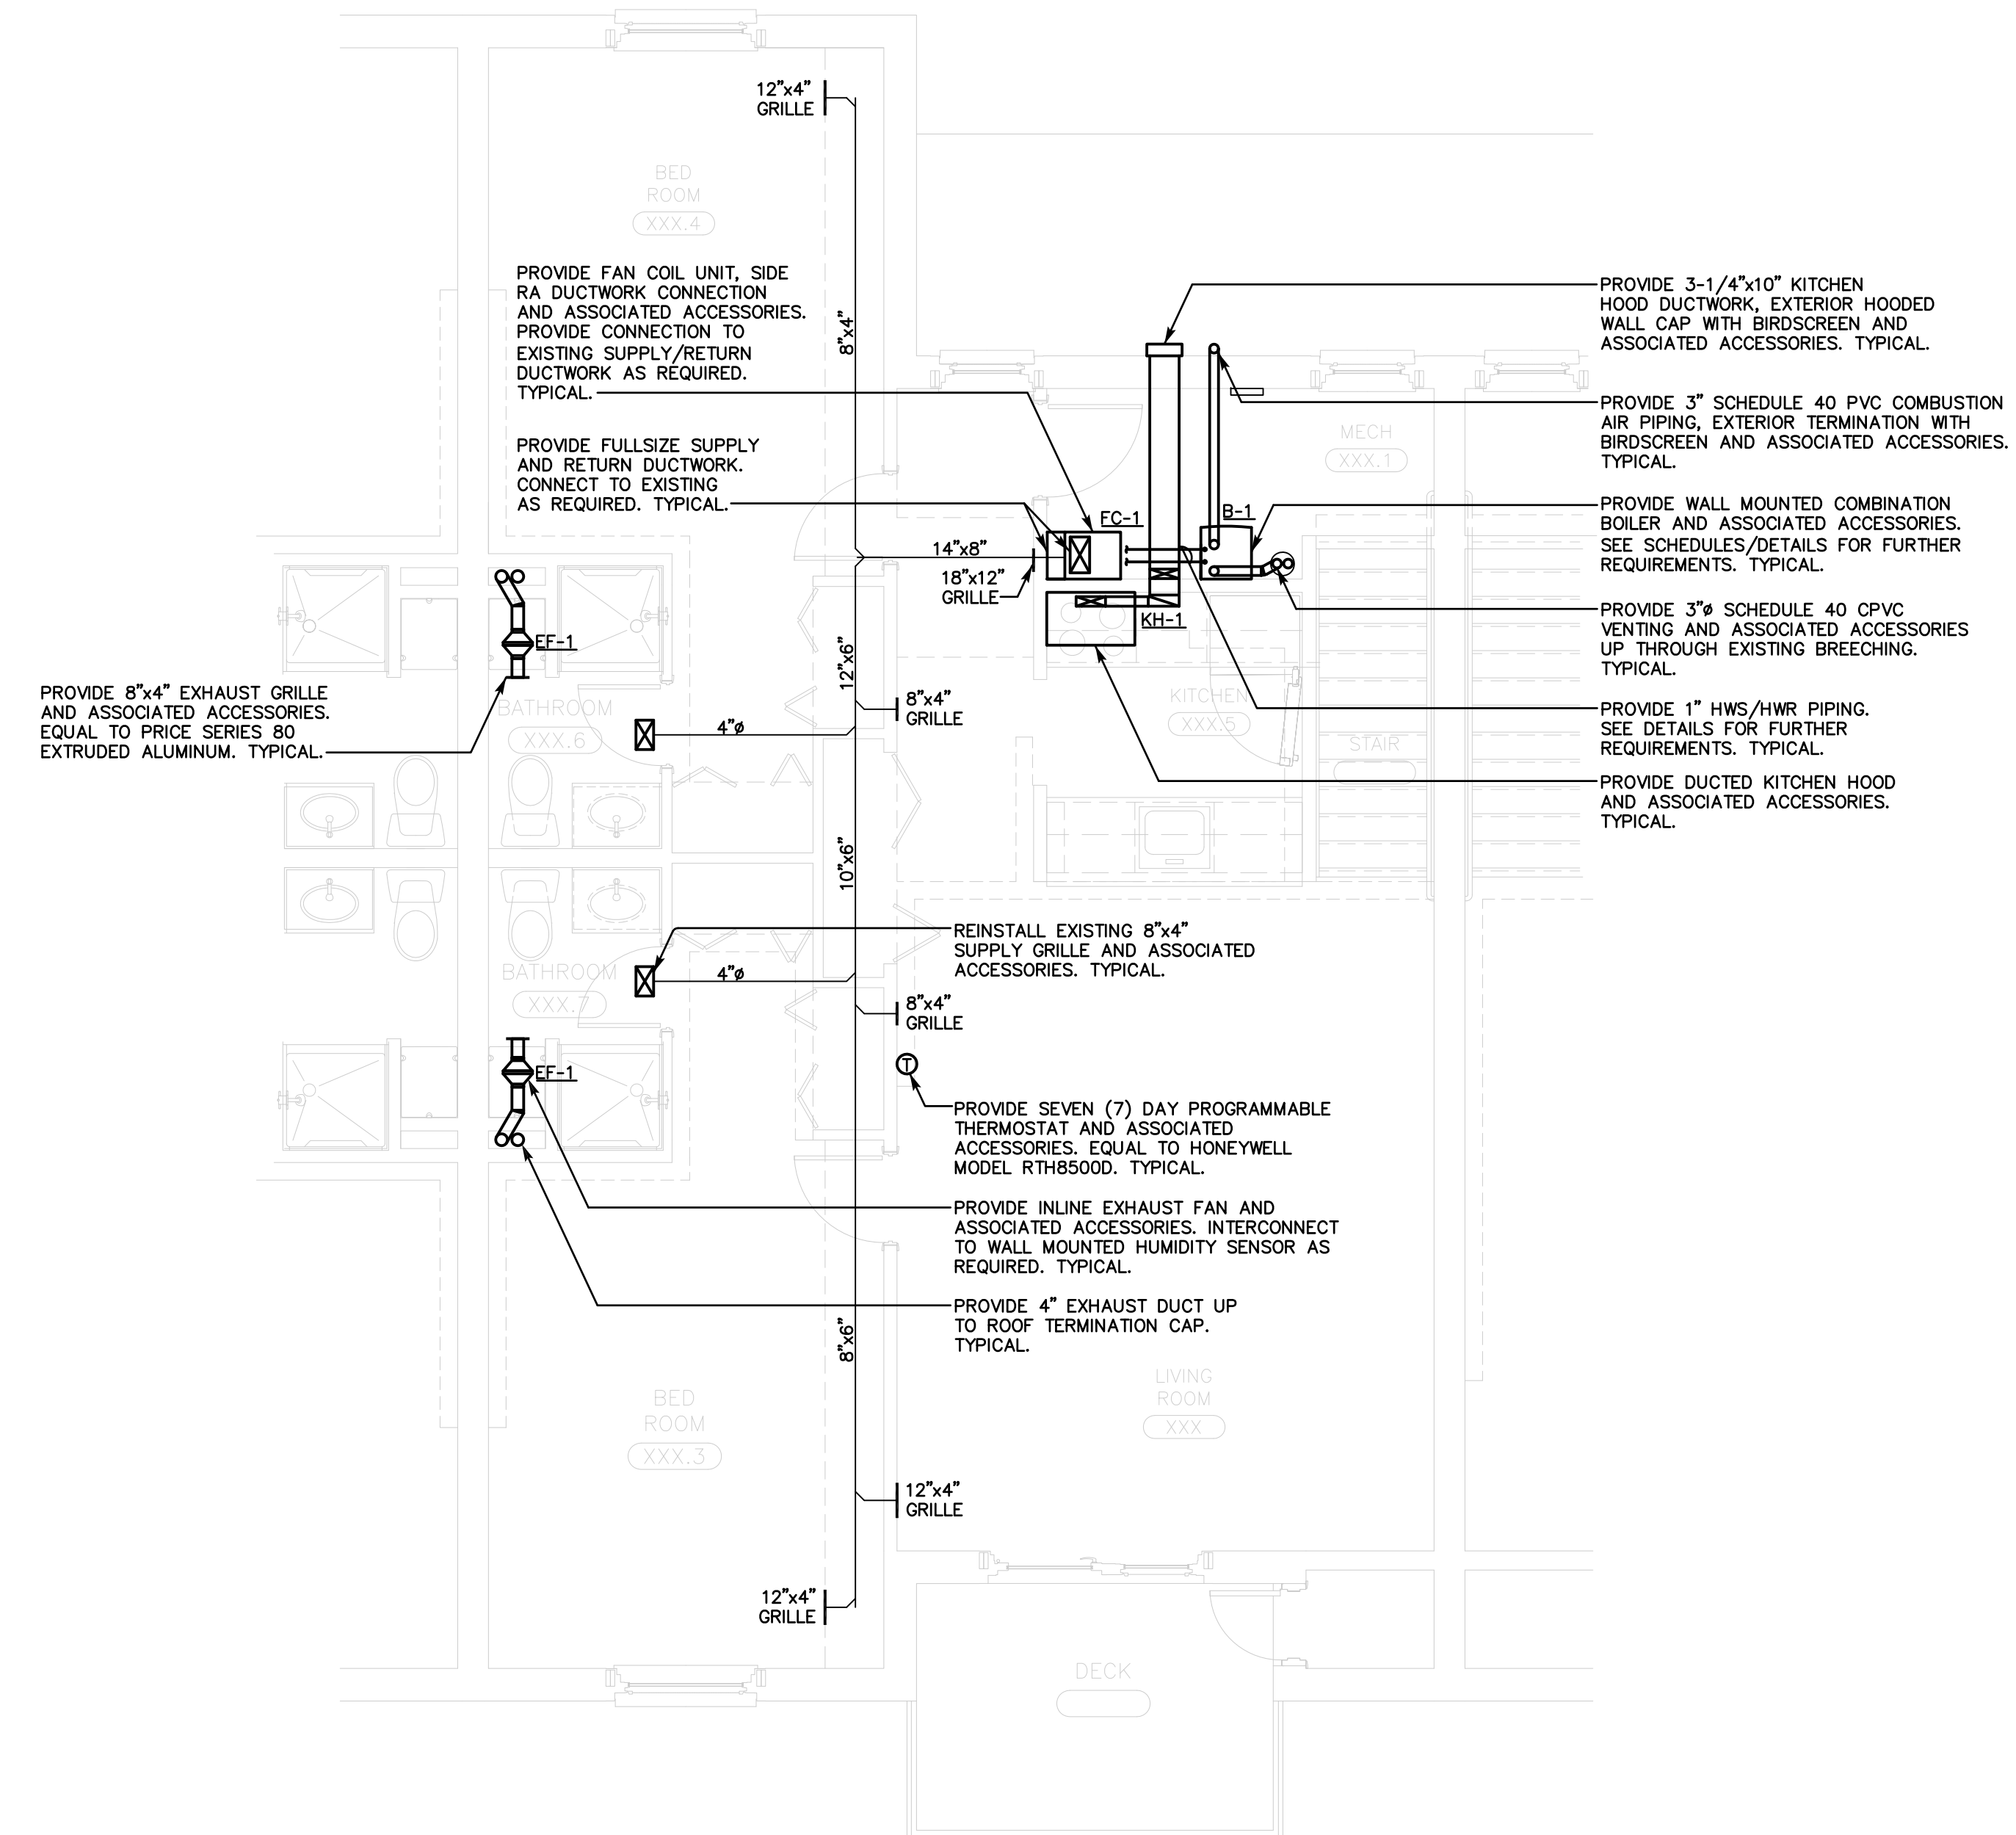 12"x4"
GRILLE
BED
ROOM
XXX.4
PROVIDE FAN COIL UNIT, SIDE
RA DUCTWORK CONNECTION
AND ASSOCIATED ACCESSORIES.
PROVIDE CONNECTION TO
EXISTING SUPPLY/RETURN
DUCTWORK AS REQUIRED.
TYPICAL.
8"x4"
PROVIDE FULLSIZE SUPPLY
AND RETURN DUCTWORK.
CONNECT TO EXISTING
AS REQUIRED. TYPICAL.
PROVIDE 3-1/4"x10" KITCHEN
HOOD DUCTWORK, EXTERIOR HOODED
WALL CAP WITH BIRDSCREEN AND
ASSOCIATED ACCESSORIES. TYPICAL.
PROVIDE 3" SCHEDULE 40 PVC COMBUSTION
AIR PIPING, EXTERIOR TERMINATION WITH
BIRDSCREEN AND ASSOCIATED ACCESSORIES.
TYPICAL.
MECH
XXX.1
PROVIDE WALL MOUNTED COMBINATION
BOILER AND ASSOCIATED ACCESSORIES.
SEE SCHEDULES/DETAILS FOR FURTHER
REQUIREMENTS. TYPICAL.
FC-1
B-1
14"x8"
18"x12"
GRILLE
KH-1
PROVIDE 3"ø SCHEDULE 40 CPVC
VENTING AND ASSOCIATED ACCESSORIES
UP THROUGH EXISTING BREECHING.
TYPICAL.
EF-1
12"x6"
PROVIDE 8"x4" EXHAUST GRILLE
AND ASSOCIATED ACCESSORIES.
EQUAL TO PRICE SERIES 80
EXTRUDED ALUMINUM. TYPICAL.
BATHROOM
XXX.6
4"ø
8"x4"
GRILLE
KITCHEN
XXX.5
STAIR
PROVIDE 1" HWS/HWR PIPING.
SEE DETAILS FOR FURTHER
REQUIREMENTS. TYPICAL.
PROVIDE DUCTED KITCHEN HOOD
AND ASSOCIATED ACCESSORIES.
TYPICAL.
10"x6"
REINSTALL EXISTING 8"x4"
SUPPLY GRILLE AND ASSOCIATED
ACCESSORIES. TYPICAL.
BATHROOM
XXX.7
4"ø
8"x4"
GRILLE
EF-1
T
PROVIDE SEVEN (7) DAY PROGRAMMABLE
THERMOSTAT AND ASSOCIATED
ACCESSORIES. EQUAL TO HONEYWELL
MODEL RTH8500D. TYPICAL.
PROVIDE INLINE EXHAUST FAN AND
ASSOCIATED ACCESSORIES. INTERCONNECT
TO WALL MOUNTED HUMIDITY SENSOR AS
REQUIRED. TYPICAL.
PROVIDE 4" EXHAUST DUCT UP
TO ROOF TERMINATION CAP.
TYPICAL.
8"x6"
BED
ROOM
XXX.3
LIVING
ROOM
XXX
12"x4"
GRILLE
12"x4"
GRILLE
DECK